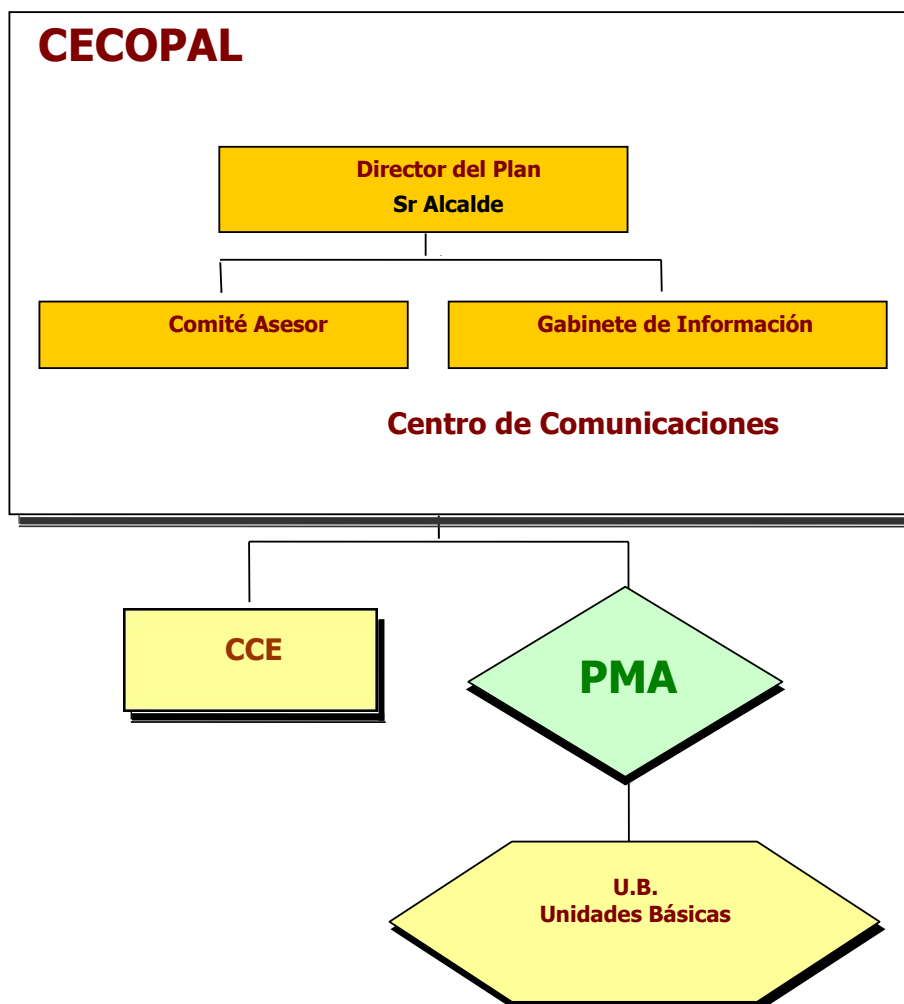 CECOPAL
Director del Plan
Sr Alcalde
Comité Asesor
Gabinete de Información
Centro de Comunicaciones
CCE
PMA
U.B.
Unidades Básicas